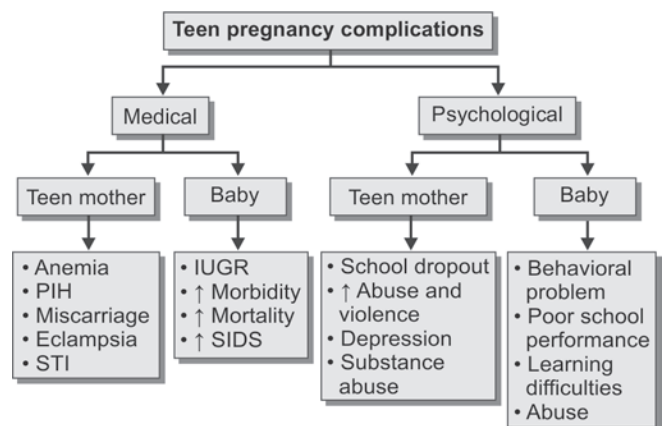 Teen pregnancy complications
Medical
Psychological
Teen mother
Baby
Teen mother
Baby
• Anemia
• PIH
• Miscarriage
• Eclampsia
• STI
• IUGR
• ↑ Morbidity
• ↑ Mortality
• ↑ SIDS
• School dropout
• ↑ Abuse and
violence
• Depression
• Substance
abuse
• Behavioral
problem
• Poor school
performance
• Learning
difficulties
• Abuse